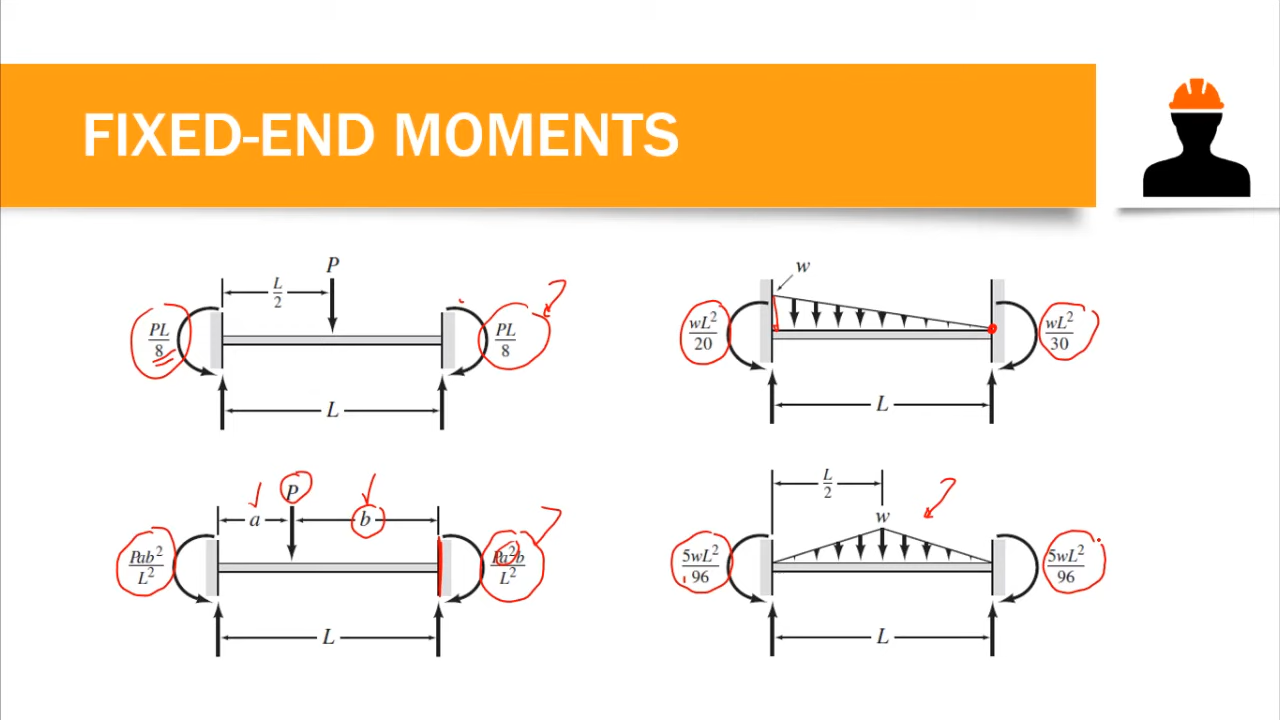 FIXED-END MOMENTS
P
L/2
PL/8
PL/8
L
w
wL²/20
wL²/30
L
P
a
b
Pab²/L²
Pa²b/L²
L
L/2
w
5wL²/96
5wL²/96
L